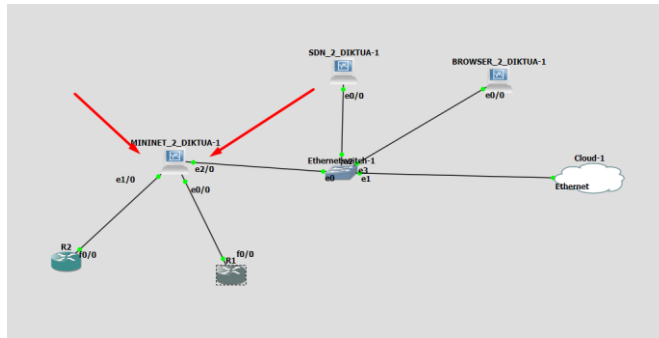 SDN_2_DIKTUA-1
BROWSER_2_DIKTUA-1
e0/0
e0/0
MININET_2_DIKTUA-1
e2/0
e1/0
e0/0
e3
e0
e1
Cloud-1
Ethernet
R2
f0/0
f0/0
R1